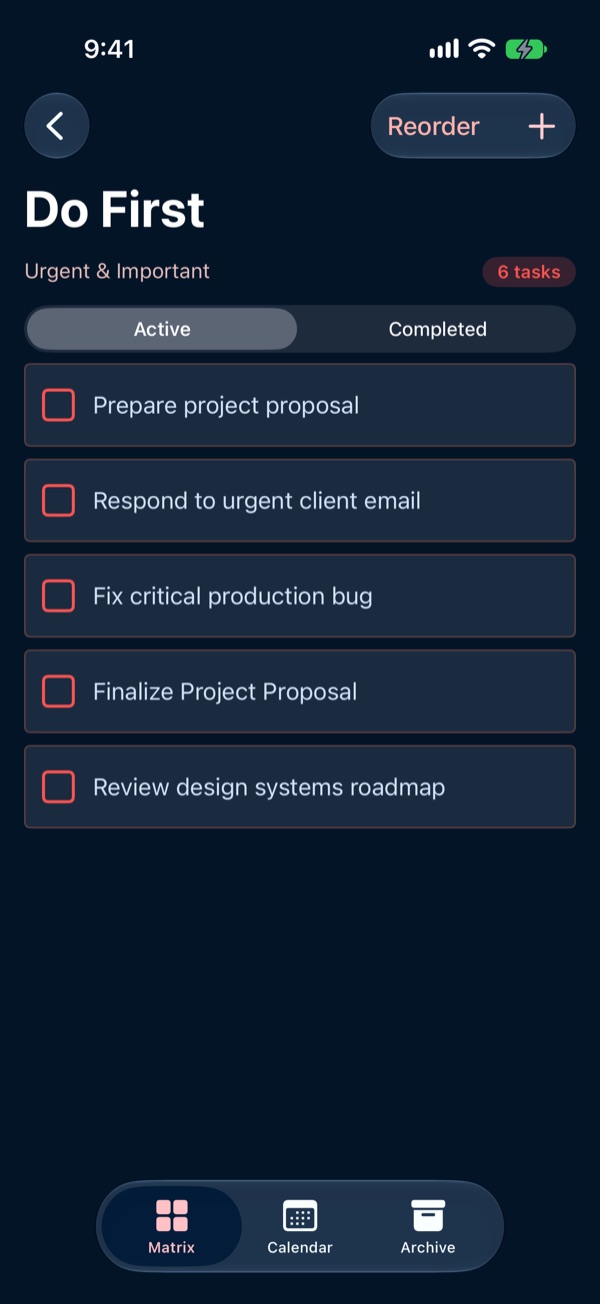 9:41
Reorder
Do First
Urgent & Important
6 tasks
Active
Completed
Prepare project proposal
Respond to urgent client email
Fix critical production bug
Finalize Project Proposal
Review design systems roadmap
Matrix
Calendar
Archive